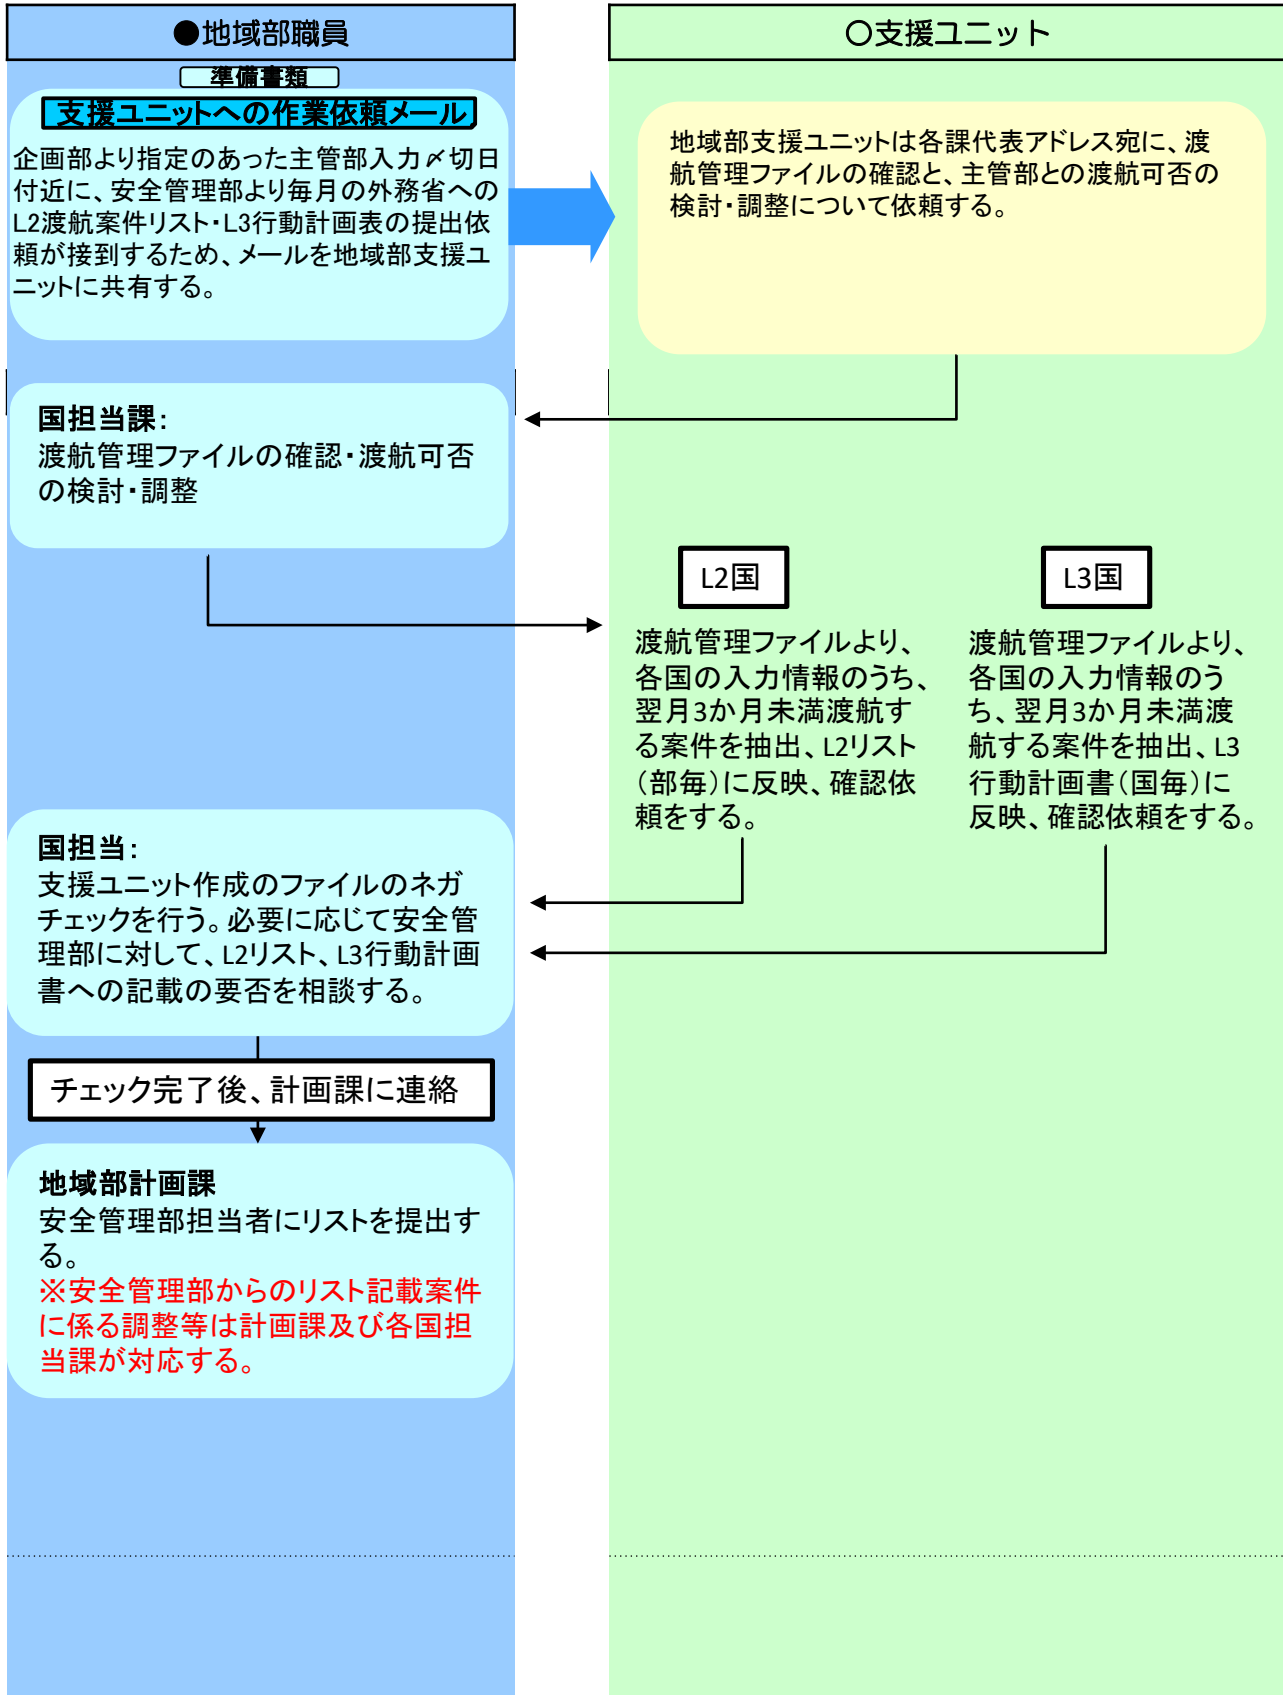 ●地域部職員
○支援ユニット
準備書類
支援ユニットへの作業依頼メール
企画部より指定のあった主管部入力〆切日
付近に、安全管理部より毎月の外務省への
L2渡航案件リスト・L3行動計画表の提出依
頼が接到するため、メールを地域部支援ユ
ニットに共有する。
地域部支援ユニットは各課代表アドレス宛に、渡
航管理ファイルの確認と、主管部との渡航可否の
検討・調整について依頼する。
国担当課：
渡航管理ファイルの確認・渡航可否
の検討・調整
L2国
渡航管理ファイルより、
各国の入力情報のうち、
翌月3か月未満渡航す
る案件を抽出、L2リスト
（部毎）に反映、確認依
頼をする。
L3国
渡航管理ファイルより、
各国の入力情報のう
ち、翌月3か月未満渡
航する案件を抽出、L3
行動計画書（国毎）に
反映、確認依頼をする。
国担当：
支援ユニット作成のファイルのネガ
チェックを行う。必要に応じて安全管
理部に対して、L2リスト、L3行動計画
書への記載の要否を相談する。
チェック完了後、計画課に連絡
地域部計画課
安全管理部担当者にリストを提出す
る。
※安全管理部からのリスト記載案件
に係る調整等は計画課及び各国担
当課が対応する。